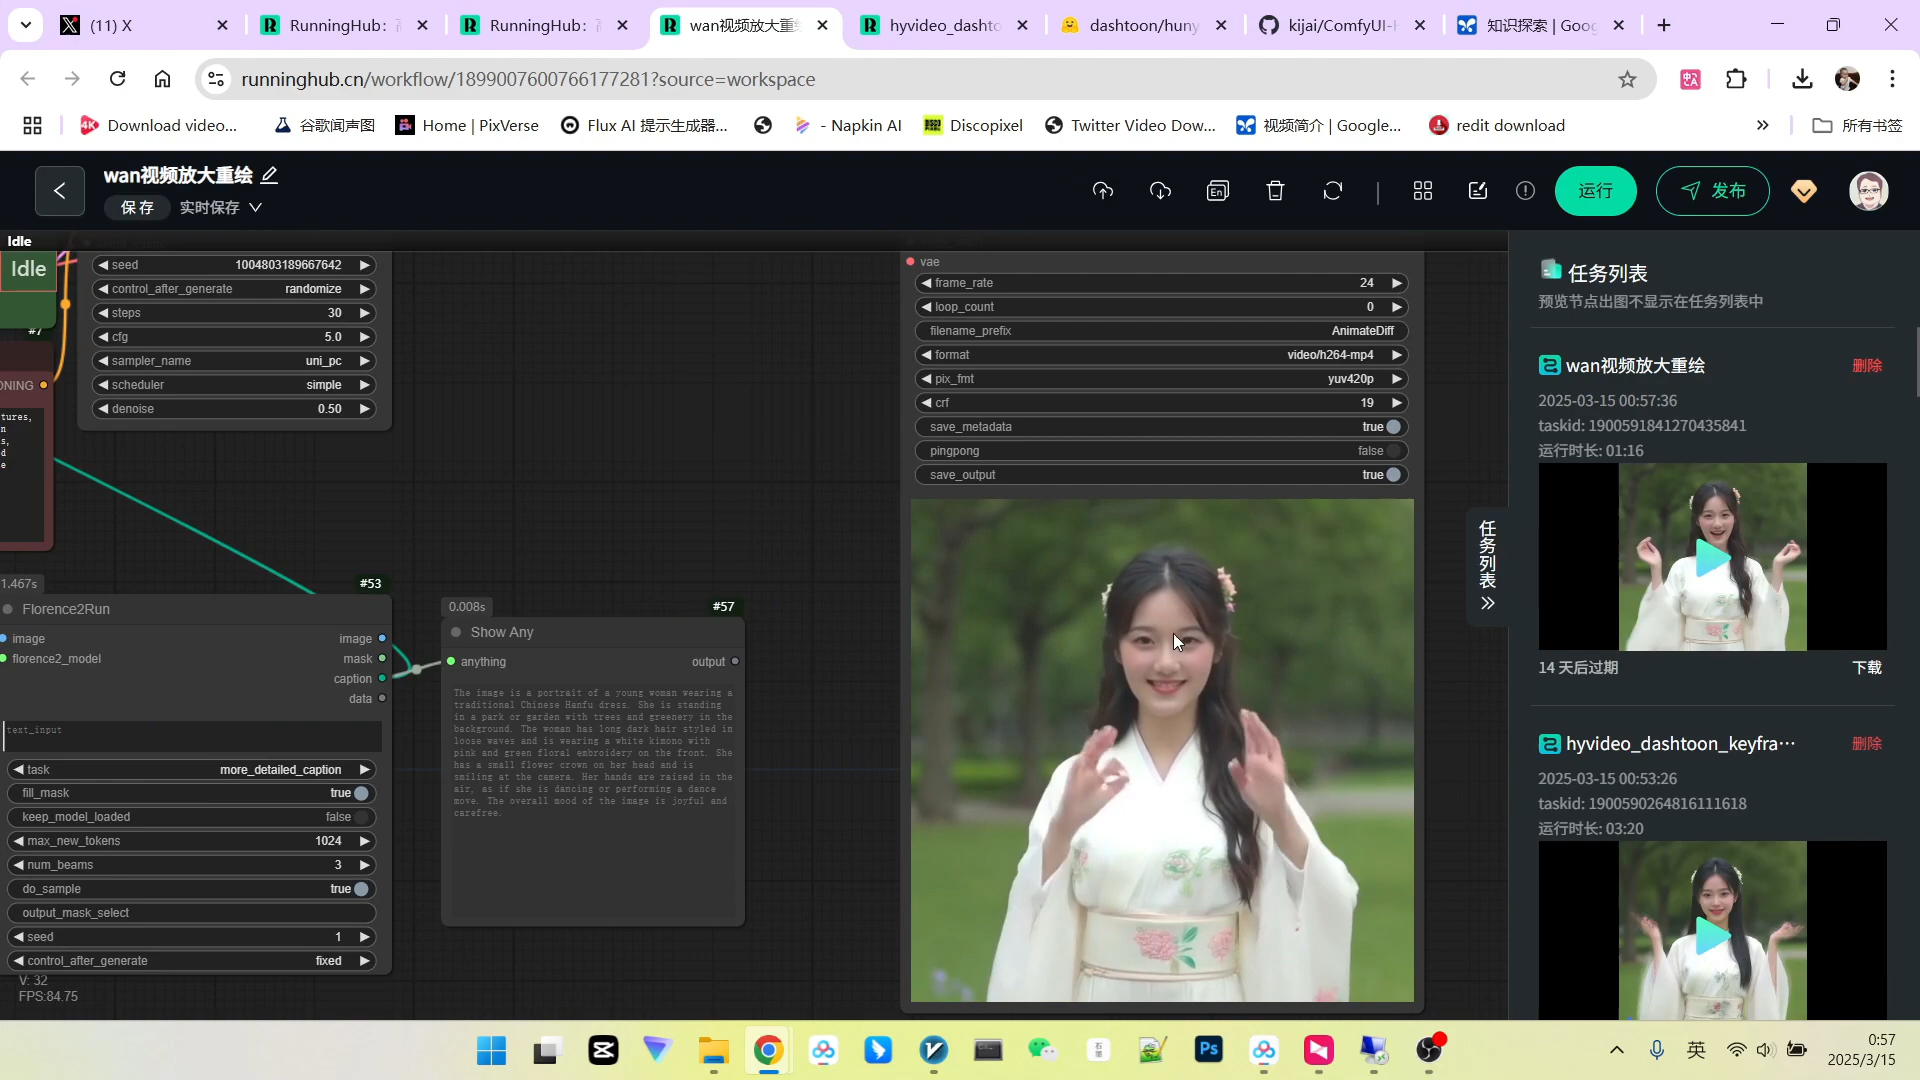 (11) X
RunningHub: 高
RunningHub: 高
wan视频放大重绘
hyvideo_dashto
dashtoon/huny
kijai/ComfyUI-H
知识探索 | Goog
runninghub.cn/workflow/1899007600766177281?source=workspace
Download video...
谷歌闻声图
Home | PixVerse
Flux AI 提示生成器...
- Napkin AI
Discopixel
Twitter Video Dow...
视频简介 | Google...
redit download
所有书签
wan视频放大重绘
保存
实时保存
En
运行
发布
Idle
Idle
#7
ONING
tures,
n
s,
d
e
seed 1004803189667642
control_after_generate randomize
steps 30
cfg 5.0
sampler_name uni_pc
scheduler simple
denoise 0.50
1.467s
#53
Florence2Run
image image
florence2_model mask
caption
data
text_input
task more_detailed_caption
fill_mask true
keep_model_loaded false
max_new_tokens 1024
num_beams 3
do_sample true
output_mask_select
seed 1
control_after_generate fixed
V: 32
FPS:84.75
0.008s
#57
Show Any
anything output
The image is a portrait of a young woman wearing a
traditional Chinese Hanfu dress. She is standing
in a park or garden with trees and greenery in the
background. The woman has long dark hair styled in
loose waves and is wearing a white kimono with
pink and green floral embroidery on the front. She
has a small flower crown on her head and is
smiling at the camera. Her hands are raised in the
air, as if she is dancing or performing a dance
move. The overall mood of the image is joyful and
carefree.
vae
frame_rate 24
loop_count 0
filename_prefix AnimateDiff
format video/h264-mp4
pix_fmt yuv420p
crf 19
save_metadata true
pingpong false
save_output true
任务列表
任务列表
预览节点出图不显示在任务列表中
wan视频放大重绘 删除
2025-03-15 00:57:36
taskid: 1900591841270435841
运行时长: 01:16
14 天后过期 下载
hyvideo_dashtoon_keyfra··· 删除
2025-03-15 00:53:26
taskid: 1900590264816111618
运行时长: 03:20
Ps
英
0:57
2025/3/15